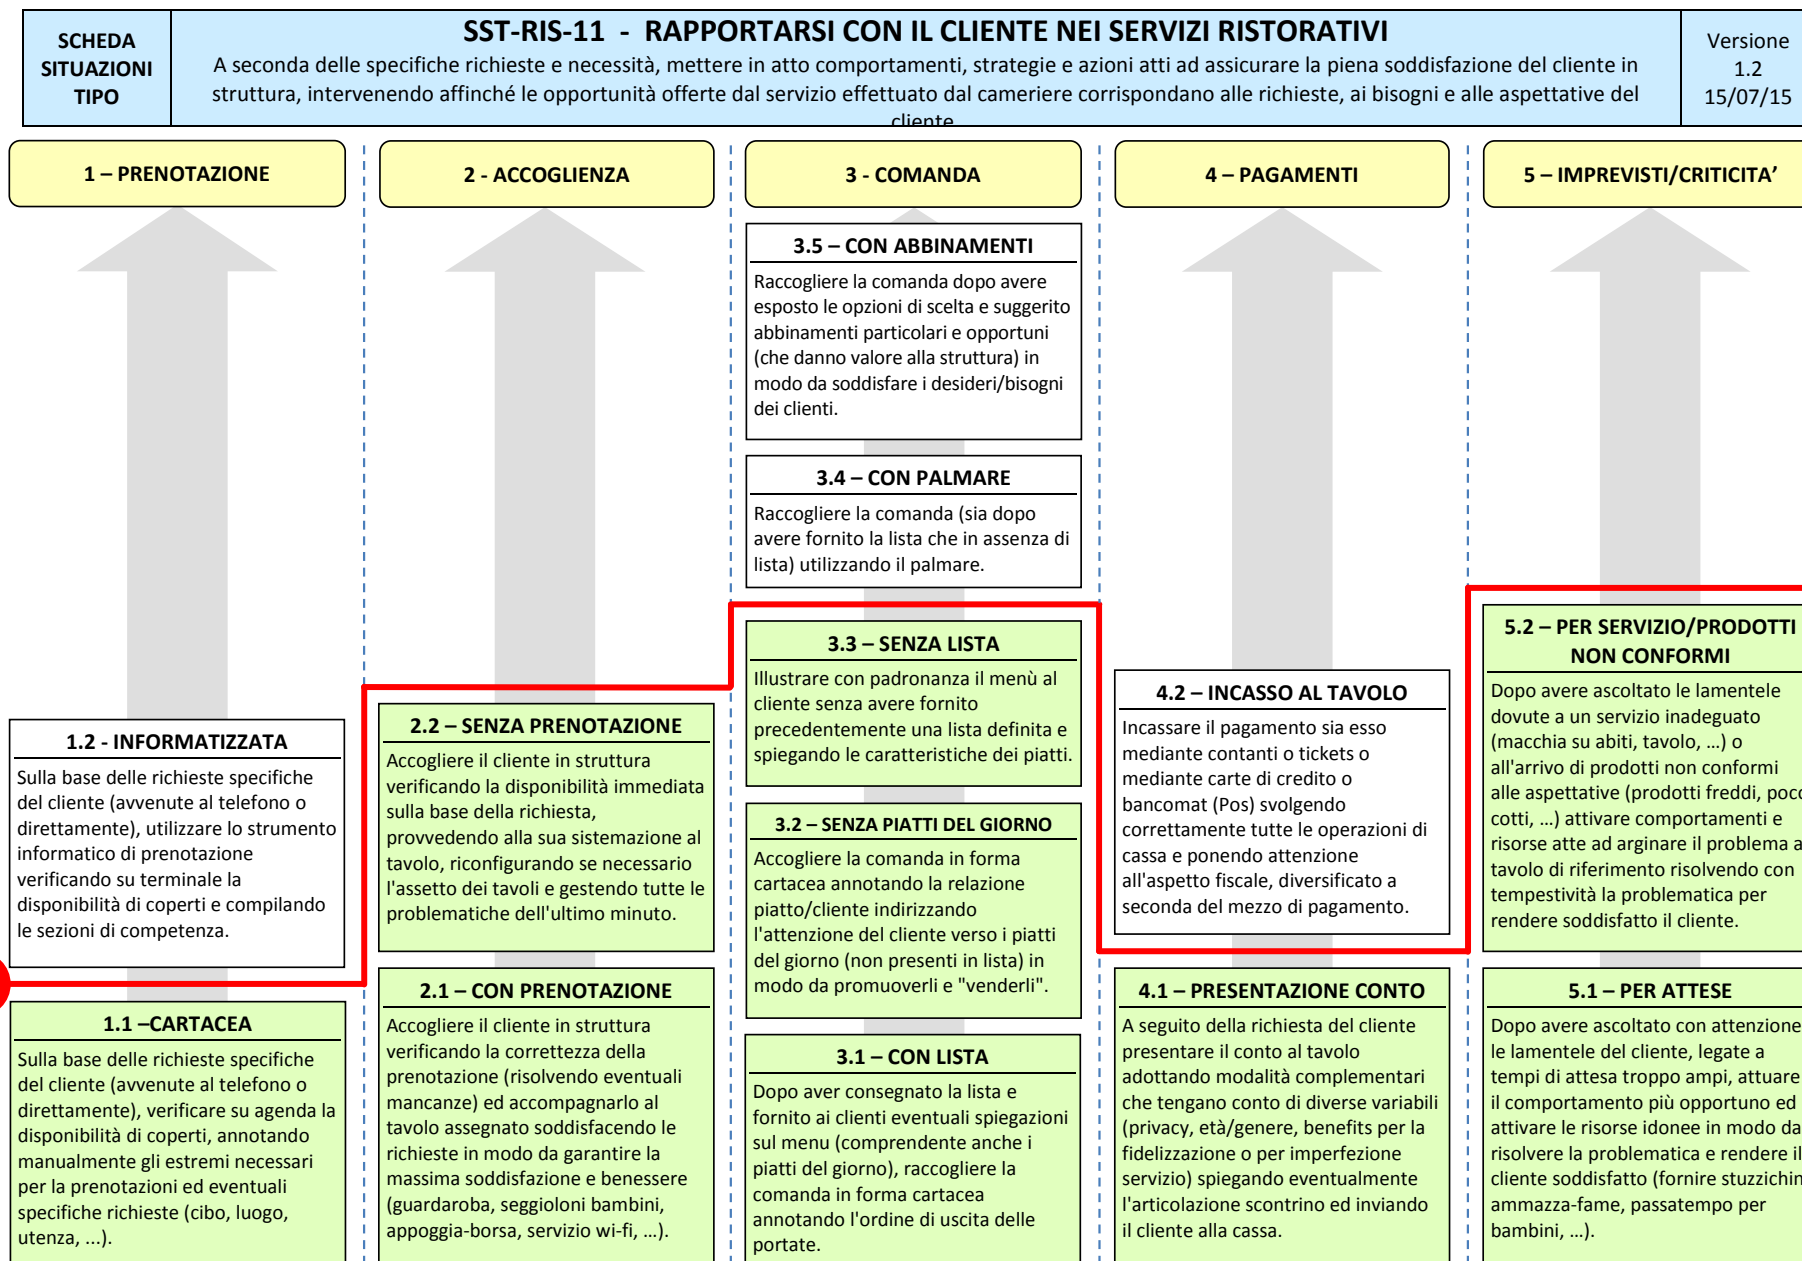 SCHEDA
SITUAZIONI
TIPO
SST-RIS-11 - RAPPORTARSI CON IL CLIENTE NEI SERVIZI RISTORATIVI
A seconda delle specifiche richieste e necessità, mettere in atto comportamenti, strategie e azioni atti ad assicurare la piena soddisfazione del cliente in
struttura, intervenendo affinché le opportunità offerte dal servizio effettuato dal cameriere corrispondano alle richieste, ai bisogni e alle aspettative del
cliente
Versione
1.2
15/07/15
1 – PRENOTAZIONE
2 - ACCOGLIENZA
3 - COMANDA
4 – PAGAMENTI
5 – IMPREVISTI/CRITICITA’
1.2 - INFORMATIZZATA
Sulla base delle richieste specifiche
del cliente (avvenute al telefono o
direttamente), utilizzare lo strumento
informatico di prenotazione
verificando su terminale la
disponibilità di coperti e compilando
le sezioni di competenza.
1.1 –CARTACEA
Sulla base delle richieste specifiche
del cliente (avvenute al telefono o
direttamente), verificare su agenda la
disponibilità di coperti, annotando
manualmente gli estremi necessari
per la prenotazioni ed eventuali
specifiche richieste (cibo, luogo,
utenza, ...).
2.2 – SENZA PRENOTAZIONE
Accogliere il cliente in struttura
verificando la disponibilità immediata
sulla base della richiesta,
provvedendo alla sua sistemazione al
tavolo, riconfigurando se necessario
l'assetto dei tavoli e gestendo tutte le
problematiche dell'ultimo minuto.
2.1 – CON PRENOTAZIONE
Accogliere il cliente in struttura
verificando la correttezza della
prenotazione (risolvendo eventuali
mancanze) ed accompagnarlo al
tavolo assegnato soddisfacendo le
richieste in modo da garantire la
massima soddisfazione e benessere
(guardaroba, seggioloni bambini,
appoggia-borsa, servizio wi-fi, …).
3.5 – CON ABBINAMENTI
Raccogliere la comanda dopo avere
esposto le opzioni di scelta e suggerito
abbinamenti particolari e opportuni
(che danno valore alla struttura) in
modo da soddisfare i desideri/bisogni
dei clienti.
3.4 – CON PALMARE
Raccogliere la comanda (sia dopo
avere fornito la lista che in assenza di
lista) utilizzando il palmare.
3.3 – SENZA LISTA
Illustrare con padronanza il menù al
cliente senza avere fornito
precedentemente una lista definita e
spiegando le caratteristiche dei piatti.
3.2 – SENZA PIATTI DEL GIORNO
Accogliere la comanda in forma
cartacea annotando la relazione
piatto/cliente indirizzando
l'attenzione del cliente verso i piatti
del giorno (non presenti in lista) in
modo da promuoverli e "venderli".
3.1 – CON LISTA
Dopo aver consegnato la lista e
fornito ai clienti eventuali spiegazioni
sul menu (comprendente anche i
piatti del giorno), raccogliere la
comanda in forma cartacea
annotando l'ordine di uscita delle
portate.
4.2 – INCASSO AL TAVOLO
Incassare il pagamento sia esso
mediante contanti o tickets o
mediante carte di credito o
bancomat (Pos) svolgendo
correttamente tutte le operazioni di
cassa e ponendo attenzione
all'aspetto fiscale, diversificato a
seconda del mezzo di pagamento.
4.1 – PRESENTAZIONE CONTO
A seguito della richiesta del cliente
presentare il conto al tavolo
adottando modalità complementari
che tengano conto di diverse variabili
(privacy, età/genere, benefits per la
fidelizzazione o per imperfezione
servizio) spiegando eventualmente
l'articolazione scontrino ed inviando
il cliente alla cassa.
5.2 – PER SERVIZIO/PRODOTTI
NON CONFORMI
Dopo avere ascoltato le lamentele
dovute a un servizio inadeguato
(macchia su abiti, tavolo, …) o
all'arrivo di prodotti non conformi
alle aspettative (prodotti freddi, poco
cotti, …) attivare comportamenti e
risorse atte ad arginare il problema a
tavolo di riferimento risolvendo con
tempestività la problematica per
rendere soddisfatto il cliente.
5.1 – PER ATTESE
Dopo avere ascoltato con attenzione
le lamentele del cliente, legate a
tempi di attesa troppo ampi, attuare
il comportamento più opportuno ed
attivare le risorse idonee in modo da
risolvere la problematica e rendere il
cliente soddisfatto (fornire stuzzichin
ammazza-fame, passatempo per
bambini, …).